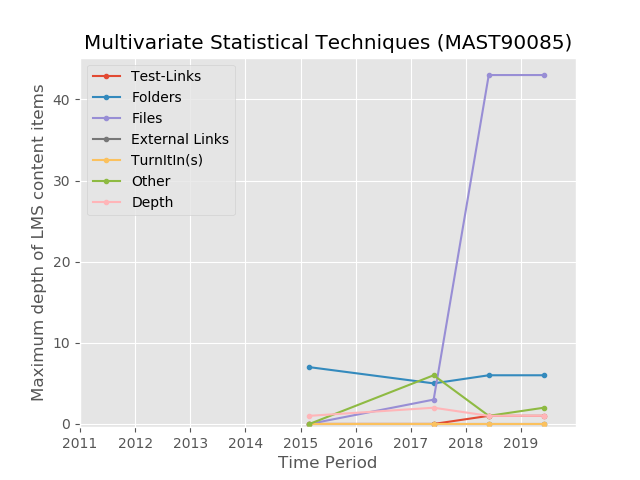 Multivariate Statistical Techniques (MAST90085)
Test-Links
Folders
Files
External Links
TurnItIn(s)
Other
Depth
Maximum depth of LMS content items
40
30
20
10
0
2011 2012 2013 2014 2015 2016 2017 2018 2019
Time Period